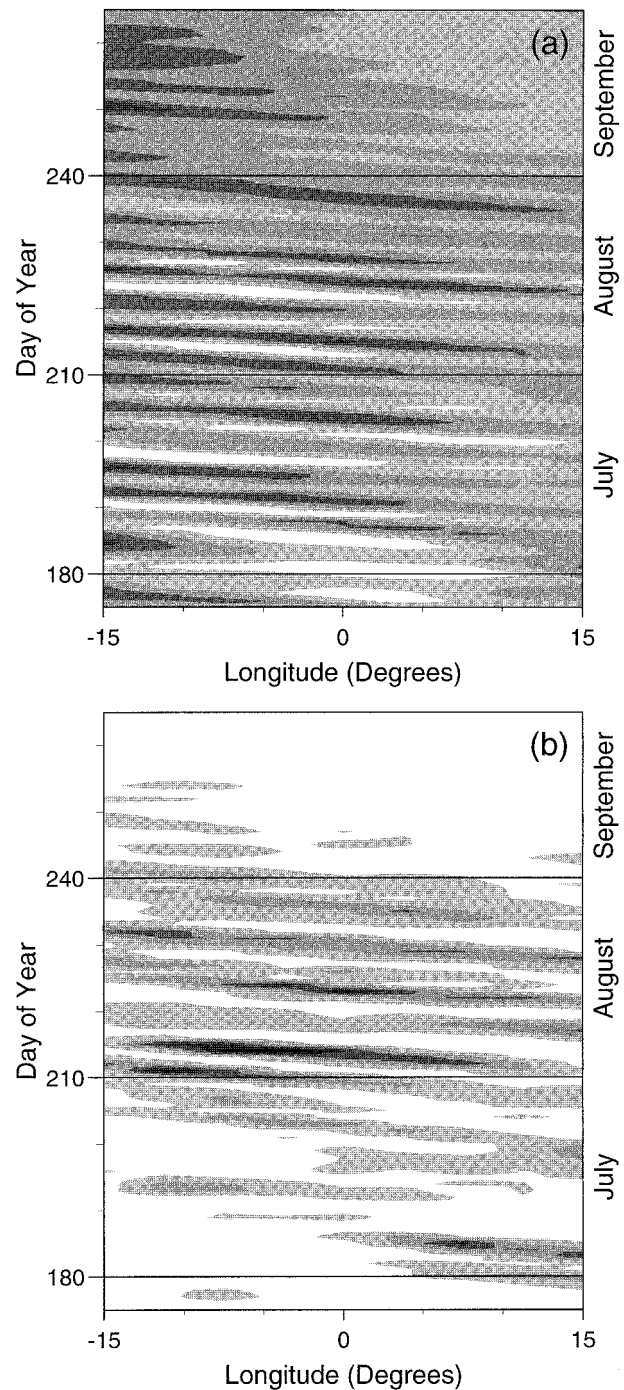 (a)
September
240
August
Day of Year
210
July
180
-15 0 15
Longitude (Degrees)
(b)
September
240
August
Day of Year
210
July
180
-15 0 15
Longitude (Degrees)